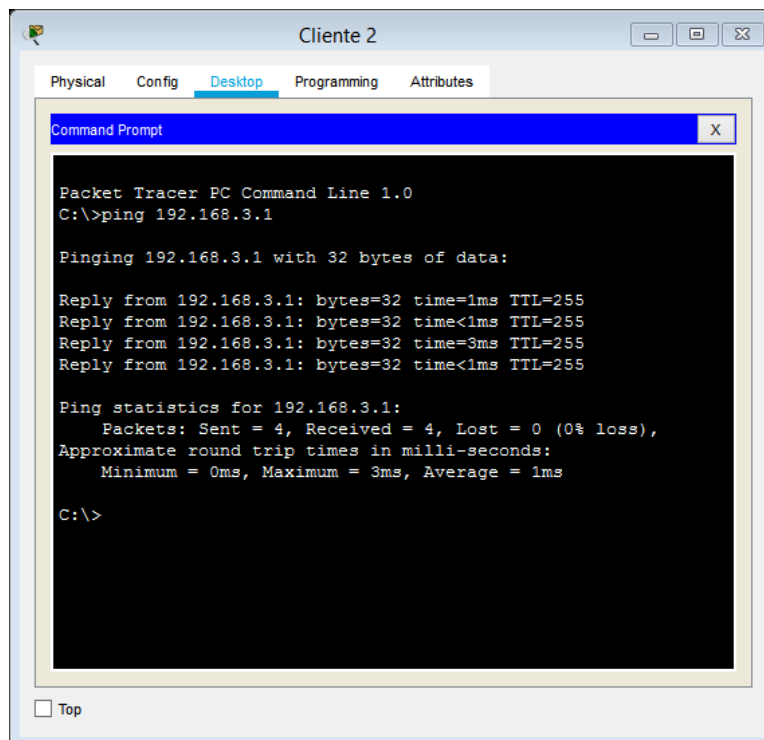 Cliente 2
Physical Config Desktop Programming Attributes
Command Prompt X
Packet Tracer PC Command Line 1.0
C:\>ping 192.168.3.1
Pinging 192.168.3.1 with 32 bytes of data:
Reply from 192.168.3.1: bytes=32 time=1ms TTL=255
Reply from 192.168.3.1: bytes=32 time<1ms TTL=255
Reply from 192.168.3.1: bytes=32 time=3ms TTL=255
Reply from 192.168.3.1: bytes=32 time<1ms TTL=255
Ping statistics for 192.168.3.1:
Packets: Sent = 4, Received = 4, Lost = 0 (0% loss),
Approximate round trip times in milli-seconds:
Minimum = 0ms, Maximum = 3ms, Average = 1ms
C:\>
Top